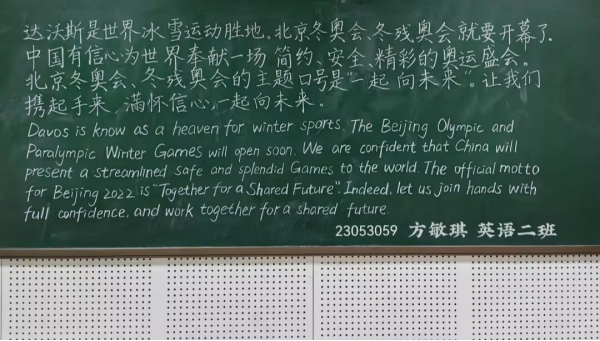 达沃斯是世界冰雪运动胜地,北京冬奥会、冬残奥会就要开幕了.
中国有信心为世界奉献一场 简约、安全、精彩的奥运盛会。
北京冬奥会、冬残奥会的主题口号是“一起 向未来”。让我们
携起手来 满怀信心,一起向未来。
Davos is know as a heaven for winter sports. The Beijing Olympic and
Paralympic Winter Games will open soon. We are confident that China will
present a streamlined safe and splendid Games to the world. The official motto
for Beijing 2022 is “Together for a Shared Future”. Indeed, let us join hands with
full confidence, and work together for a shared future
23053059 方敏琪 英语二班